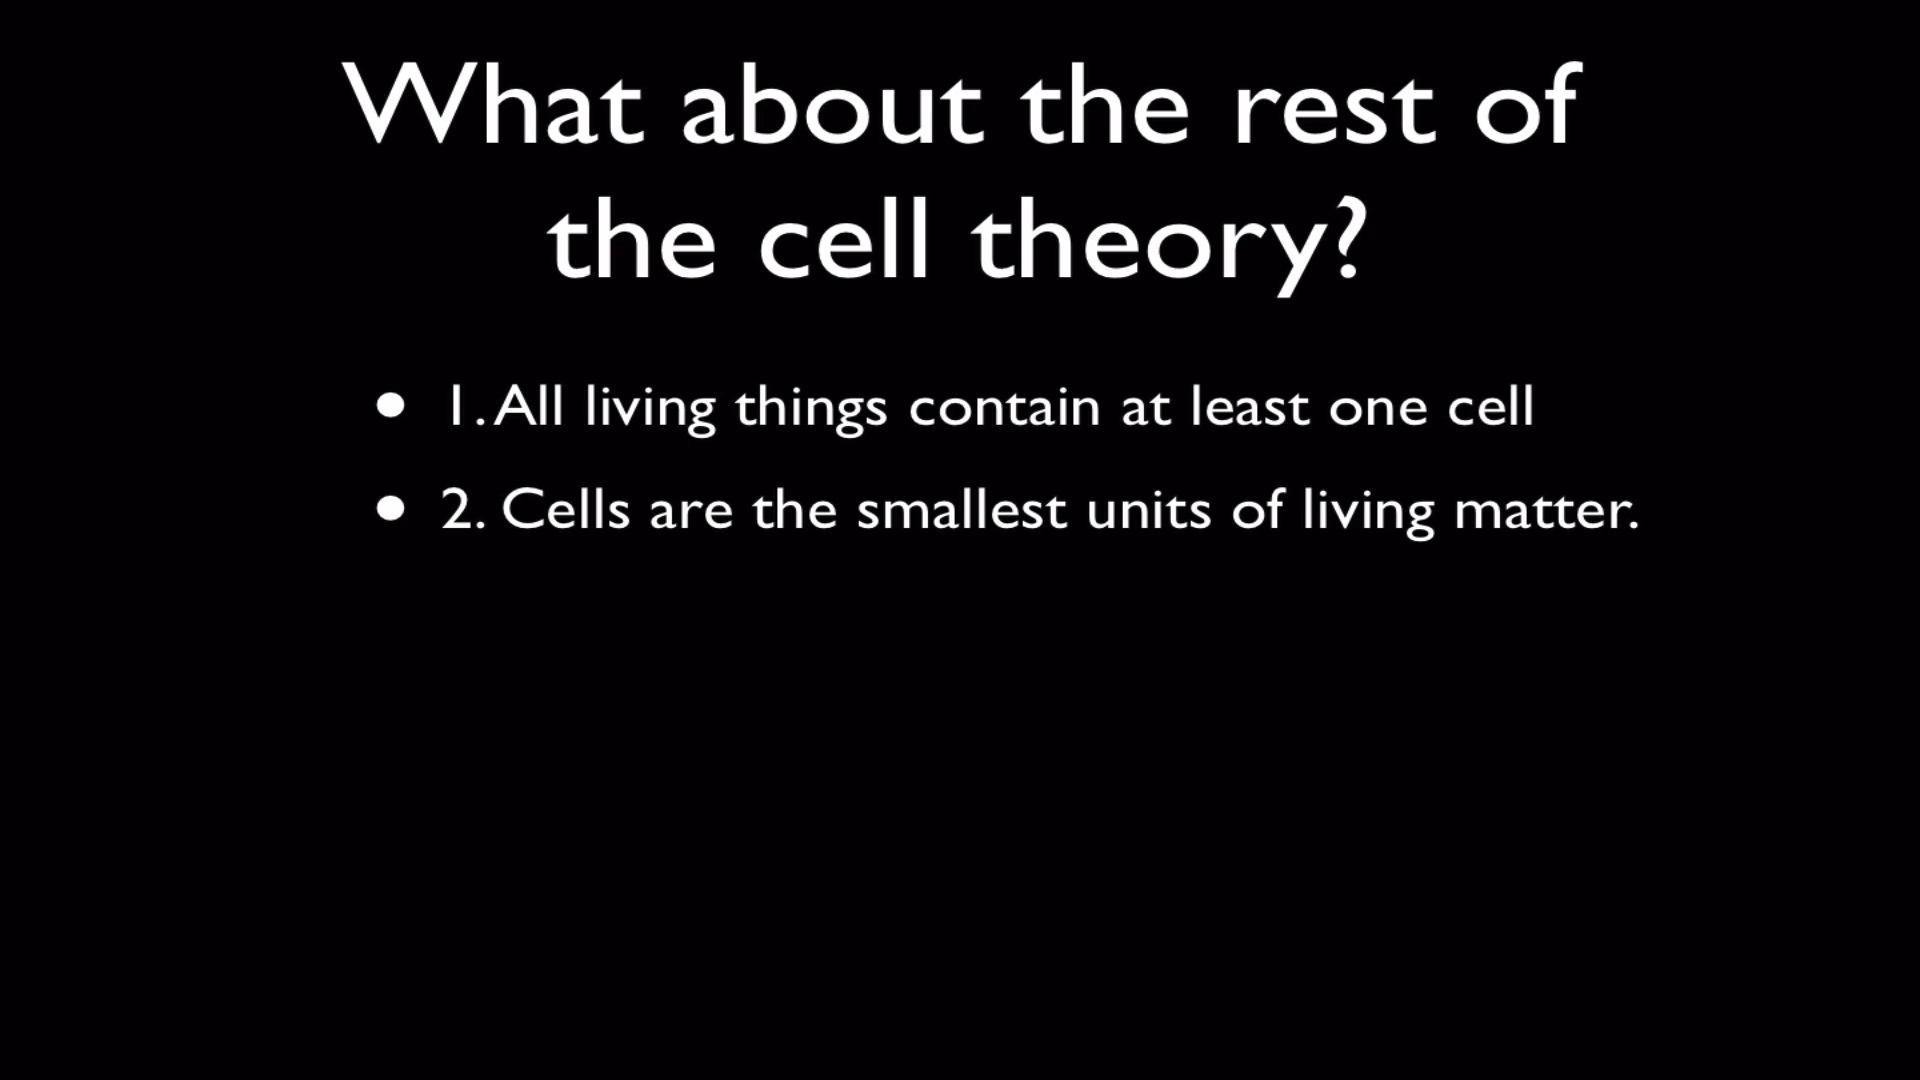 What about the rest of
the cell theory?
• 1. All living things contain at least one cell
• 2. Cells are the smallest units of living matter.